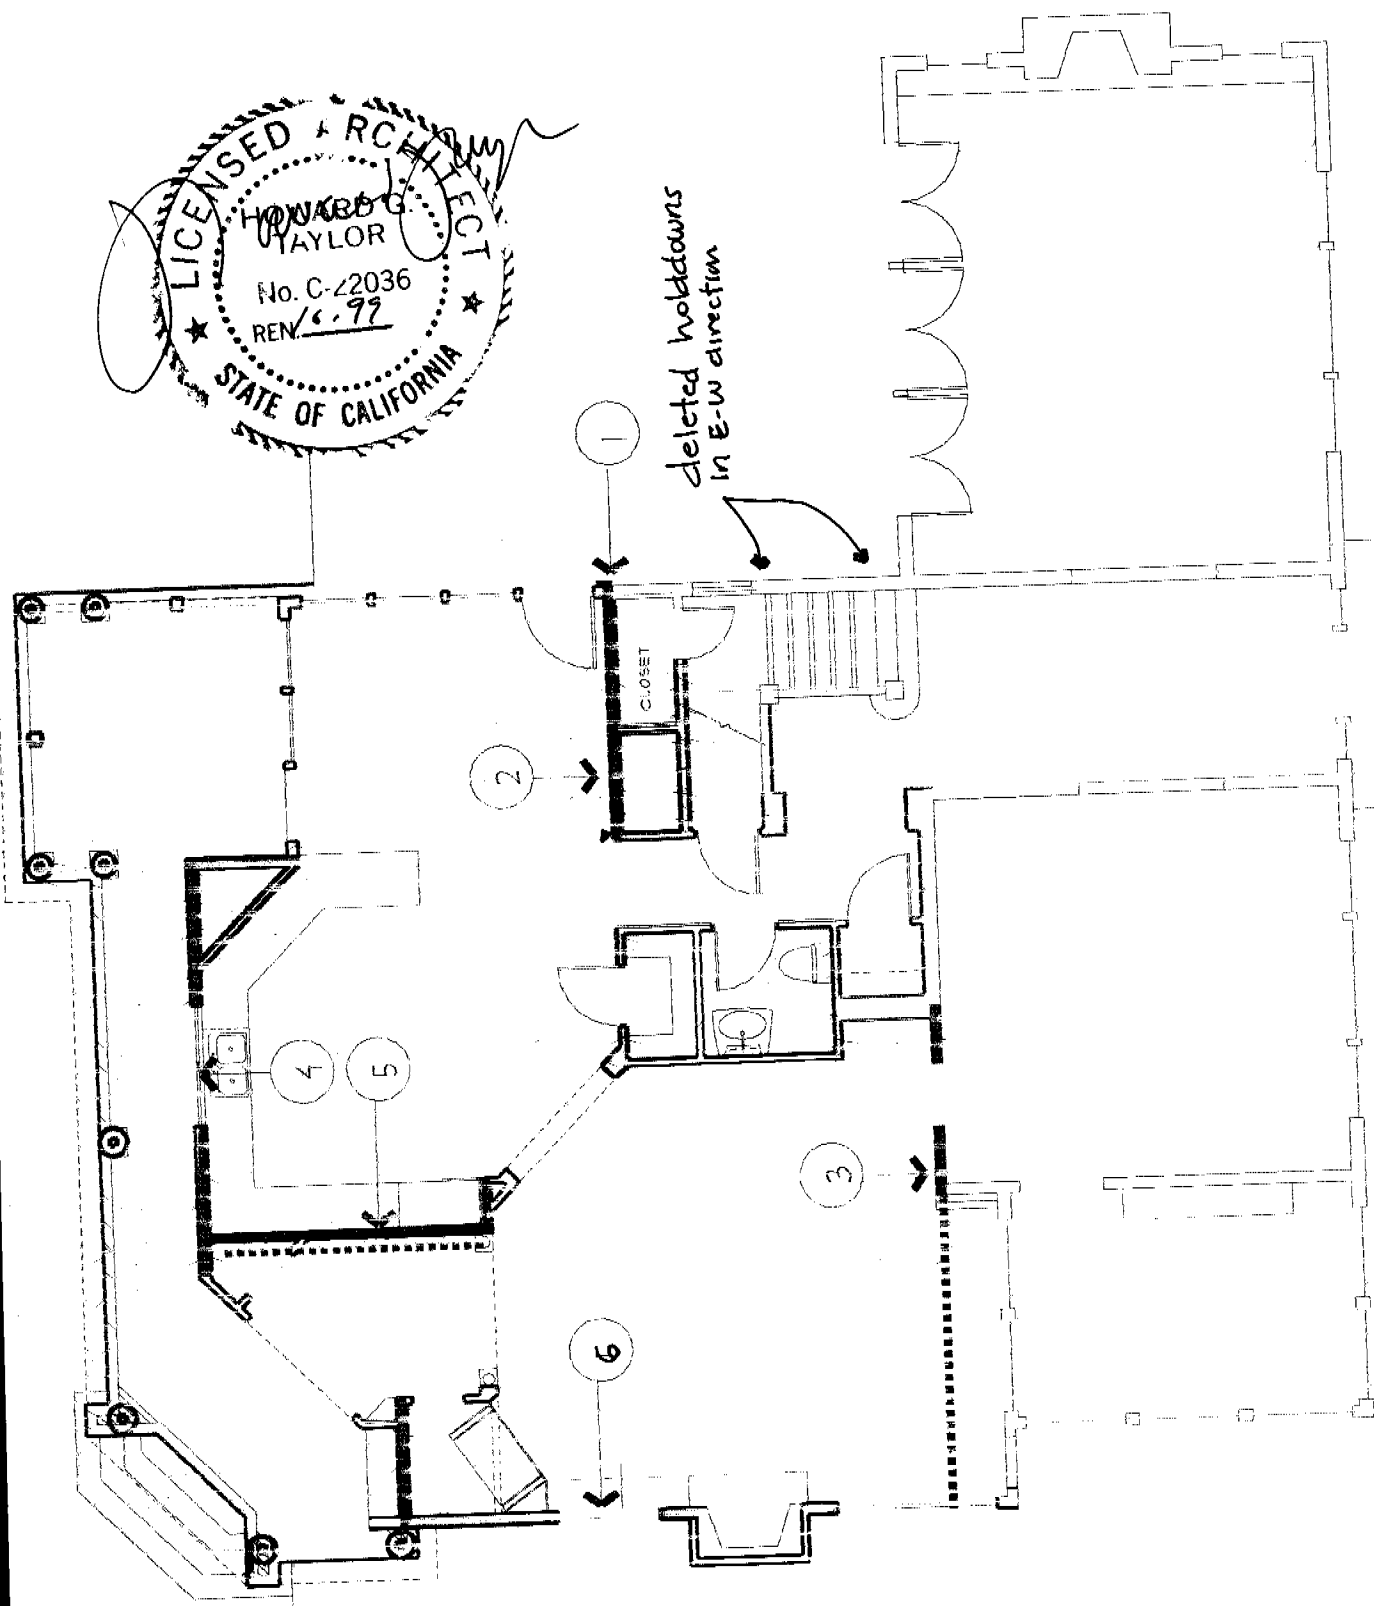 LICENSED ARCHITECT
HOWARD G.
TAYLOR
No. C-22036
REN.
STATE OF CALIFORNIA
deleted holddowns
in E-W direction
1
2
CLOSET
4
5
3
6